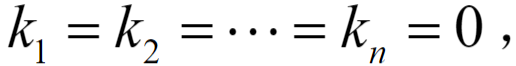 k₁ = k₂ = ⋯ = kₙ = 0 ,